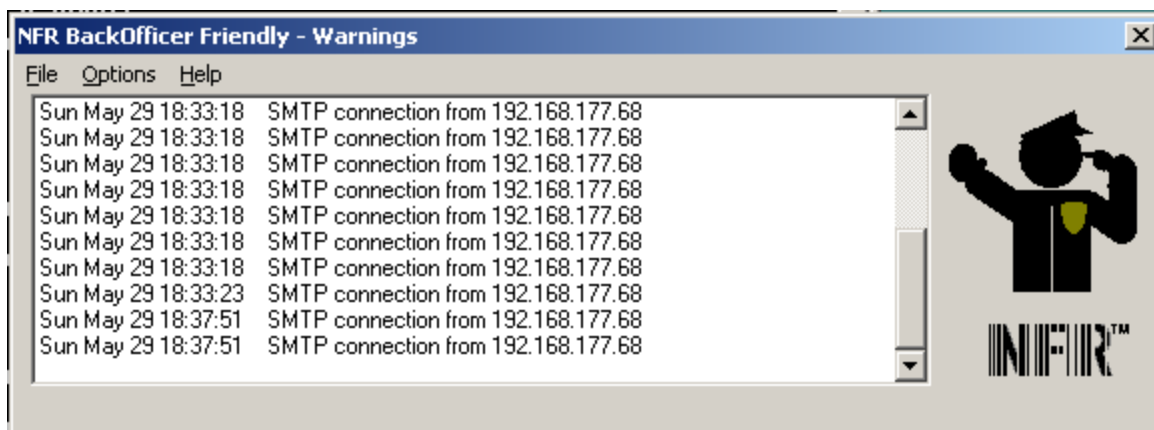 NFR BackOfficer Friendly - Warnings
File Options Help
Sun May 29 18:33:18 SMTP connection from 192.168.177.68
Sun May 29 18:33:18 SMTP connection from 192.168.177.68
Sun May 29 18:33:18 SMTP connection from 192.168.177.68
Sun May 29 18:33:18 SMTP connection from 192.168.177.68
Sun May 29 18:33:18 SMTP connection from 192.168.177.68
Sun May 29 18:33:18 SMTP connection from 192.168.177.68
Sun May 29 18:33:18 SMTP connection from 192.168.177.68
Sun May 29 18:33:23 SMTP connection from 192.168.177.68
Sun May 29 18:37:51 SMTP connection from 192.168.177.68
Sun May 29 18:37:51 SMTP connection from 192.168.177.68
NFR™